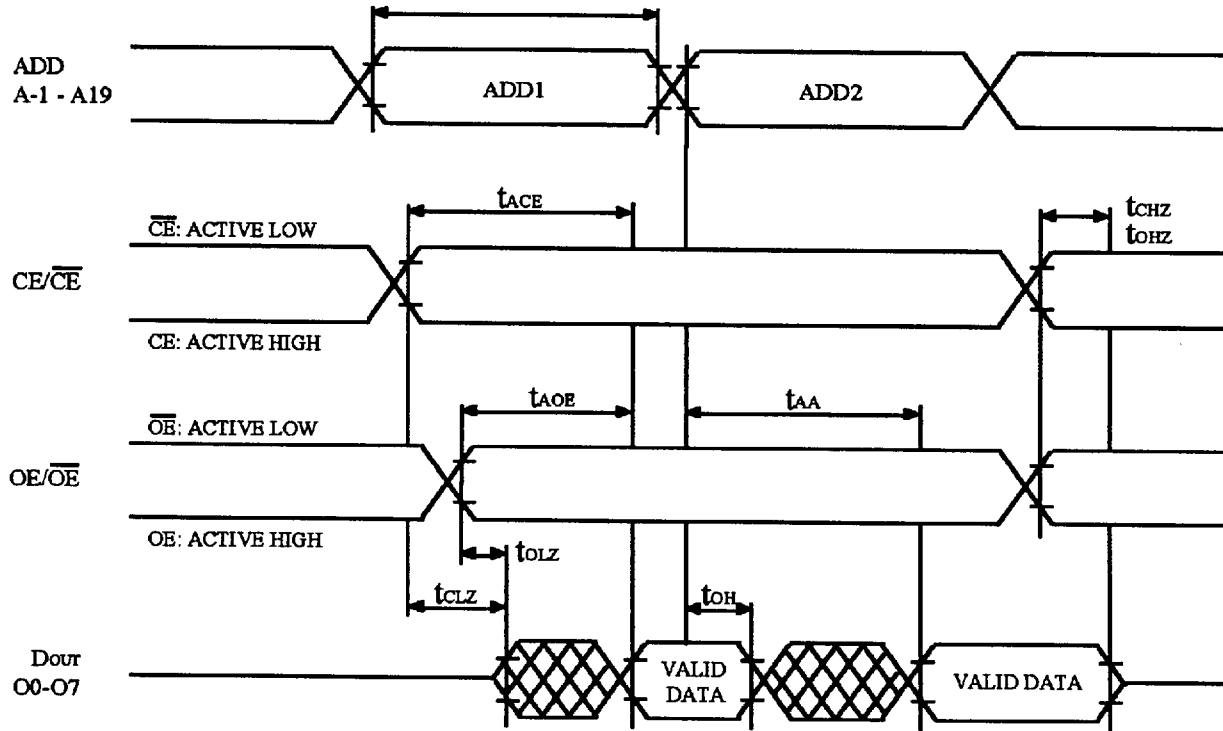 ADD
A-1 - A19
ADD1
ADD2
tACE
tCHZ
tOHZ
CE: ACTIVE LOW
CE/CE
CE: ACTIVE HIGH
tAOE
tAA
OE: ACTIVE LOW
OE/OE
OE: ACTIVE HIGH
tOLZ
tCLZ
tOH
DOUT
O0-O7
VALID
DATA
VALID DATA